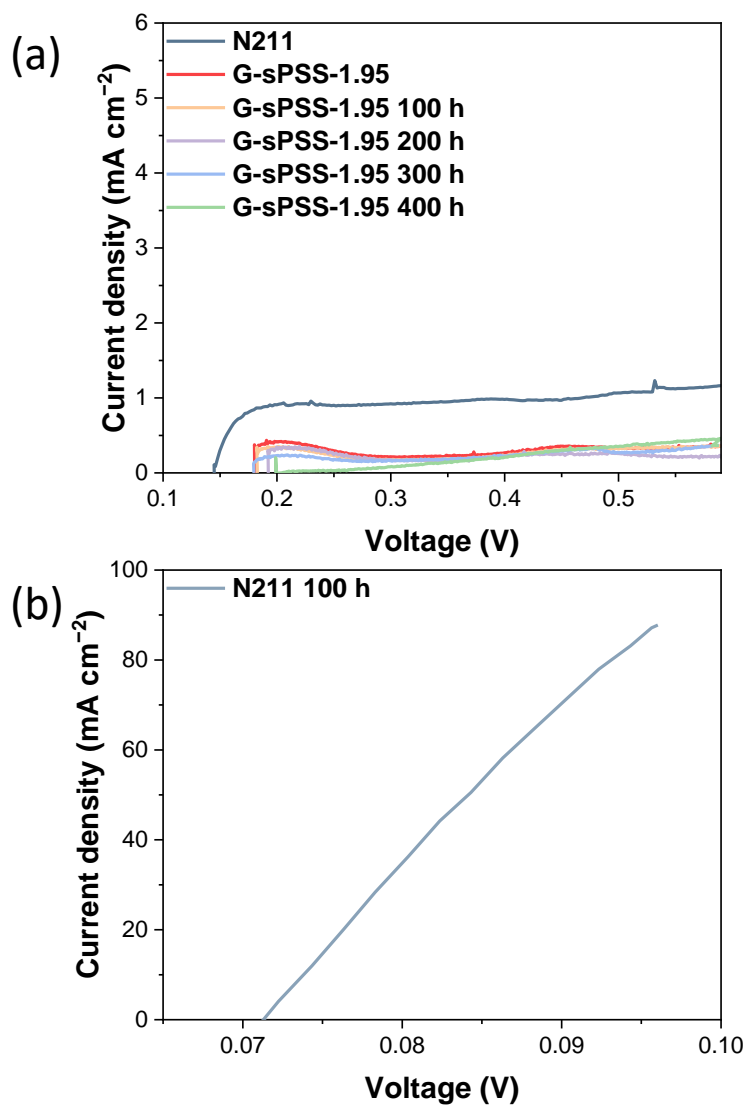 (a)
N211
G-sPSS-1.95
G-sPSS-1.95 100 h
G-sPSS-1.95 200 h
G-sPSS-1.95 300 h
G-sPSS-1.95 400 h
Current density (mA cm⁻²)
6
5
4
3
2
1
0
0.1 0.2 0.3 0.4 0.5
Voltage (V)
(b)
N211 100 h
Current density (mA cm⁻²)
100
80
60
40
20
0
0.07 0.08 0.09 0.10
Voltage (V)